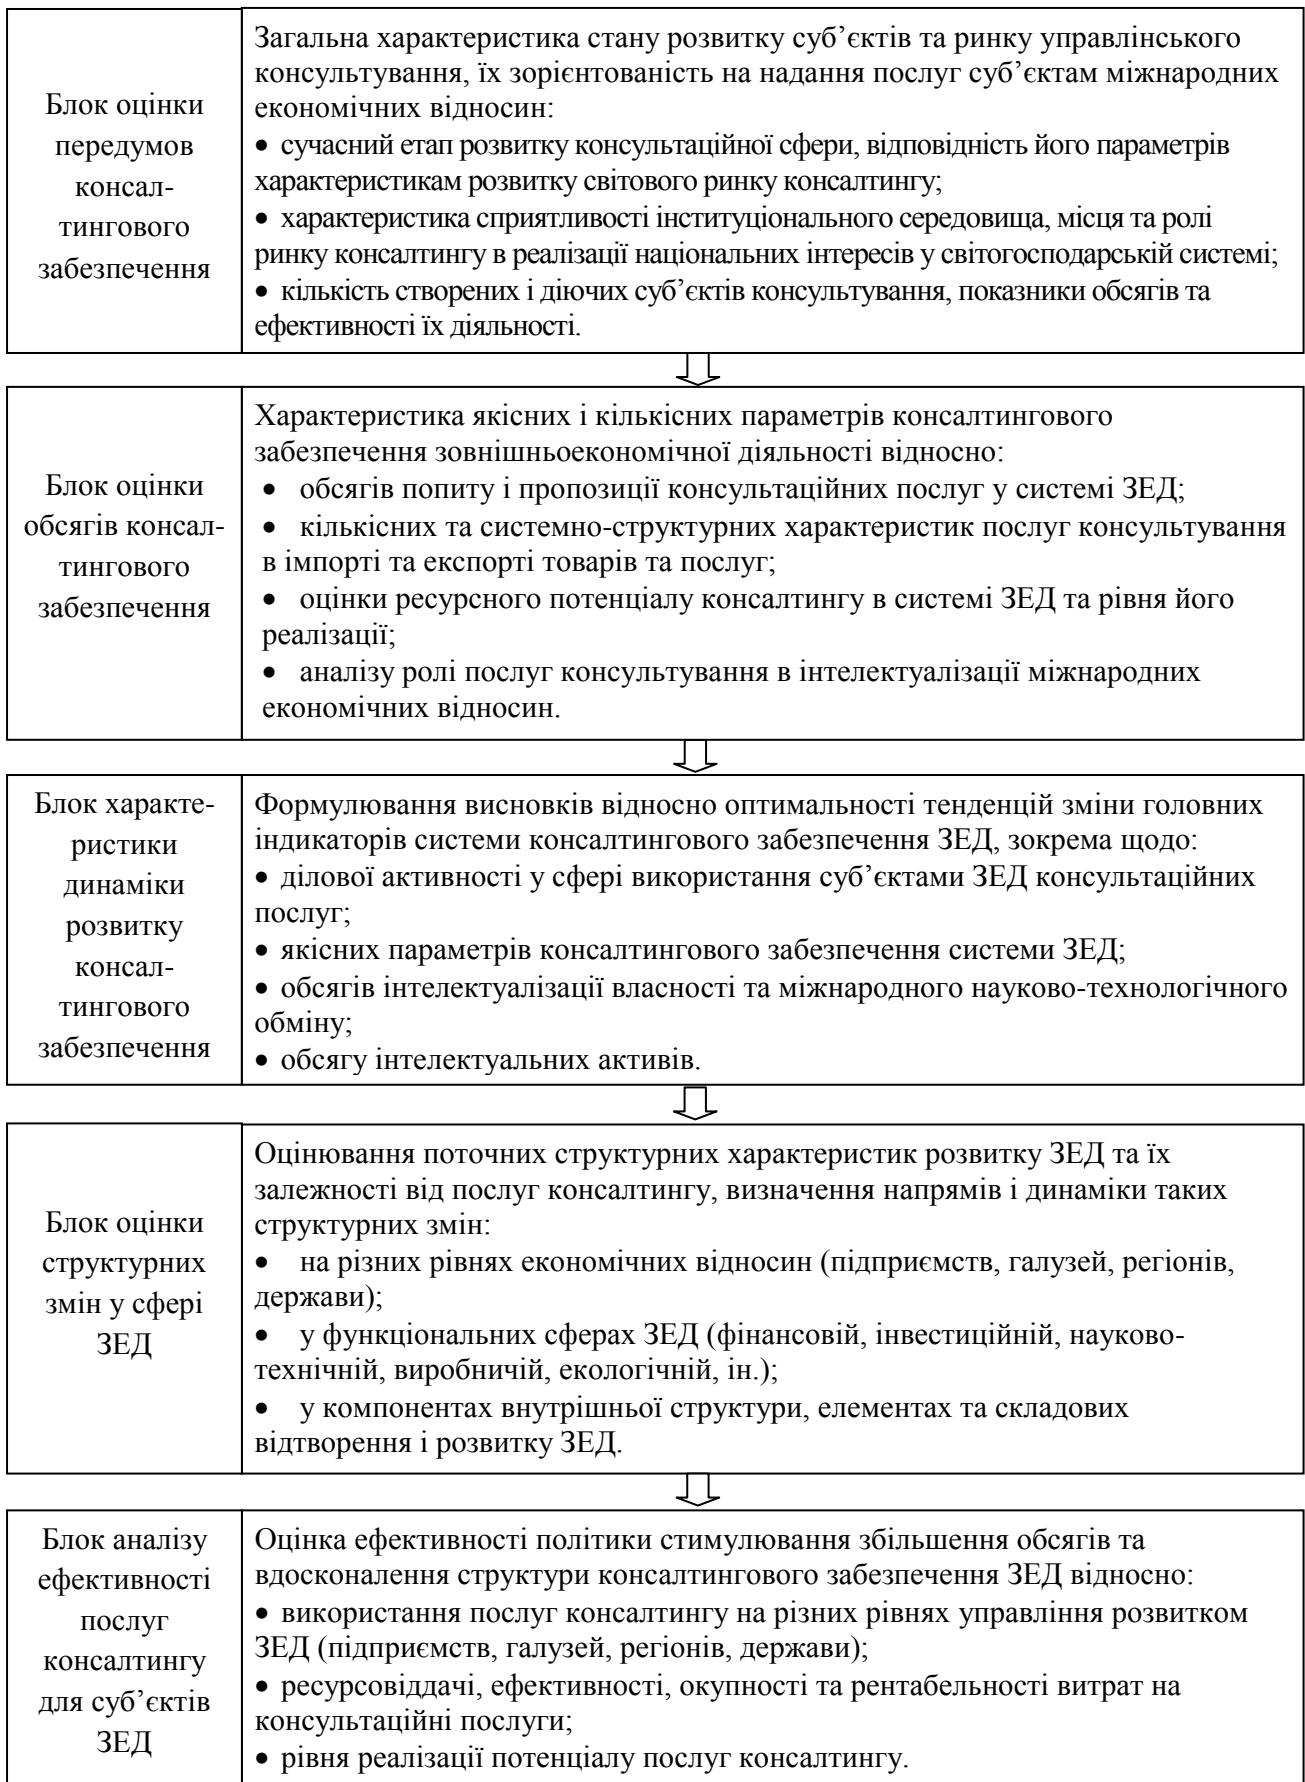 Блок оцінки
передумов
консал-
тингового
забезпечення
Загальна характеристика стану розвитку суб’єктів та ринку управлінського
консультування, їх зорієнтованість на надання послуг суб’єктам міжнародних
економічних відносин:
• сучасний етап розвитку консультаційної сфери, відповідність його параметрів
характеристикам розвитку світового ринку консалтингу;
• характеристика сприятливості інституціонального середовища, місця та ролі
ринку консалтингу в реалізації національних інтересів у світогосподарській системі;
• кількість створених і діючих суб’єктів консультування, показники обсягів та
ефективності їх діяльності.
Блок оцінки
обсягів консал-
тингового
забезпечення
Характеристика якісних і кількісних параметрів консалтингового
забезпечення зовнішньоекономічної діяльності відносно:
• обсягів попиту і пропозиції консультаційних послуг у системі ЗЕД;
• кількісних та системно-структурних характеристик послуг консультування
в імпорті та експорті товарів та послуг;
• оцінки ресурсного потенціалу консалтингу в системі ЗЕД та рівня його
реалізації;
• аналізу ролі послуг консультування в інтелектуалізації міжнародних
економічних відносин.
Блок характе-
ристики
динаміки
розвитку
консал-
тингового
забезпечення
Формулювання висновків відносно оптимальності тенденцій зміни головних
індикаторів системи консалтингового забезпечення ЗЕД, зокрема щодо:
• ділової активності у сфері використання суб’єктами ЗЕД консультаційних
послуг;
• якісних параметрів консалтингового забезпечення системи ЗЕД;
• обсягів інтелектуалізації власності та міжнародного науково-технологічного
обміну;
• обсягу інтелектуальних активів.
Блок оцінки
структурних
змін у сфері
ЗЕД
Оцінювання поточних структурних характеристик розвитку ЗЕД та їх
залежності від послуг консалтингу, визначення напрямів і динаміки таких
структурних змін:
• на різних рівнях економічних відносин (підприємств, галузей, регіонів,
держави);
• у функціональних сферах ЗЕД (фінансовій, інвестиційній, науково-
технічній, виробничій, екологічній, ін.);
• у компонентах внутрішньої структури, елементах та складових
відтворення і розвитку ЗЕД.
Блок аналізу
ефективності
послуг
консалтингу
для суб’єктів
ЗЕД
Оцінка ефективності політики стимулювання збільшення обсягів та
вдосконалення структури консалтингового забезпечення ЗЕД відносно:
• використання послуг консалтингу на різних рівнях управління розвитком
ЗЕД (підприємств, галузей, регіонів, держави);
• ресурсовіддачі, ефективності, окупності та рентабельності витрат на
консультаційні послуги;
• рівня реалізації потенціалу послуг консалтингу.